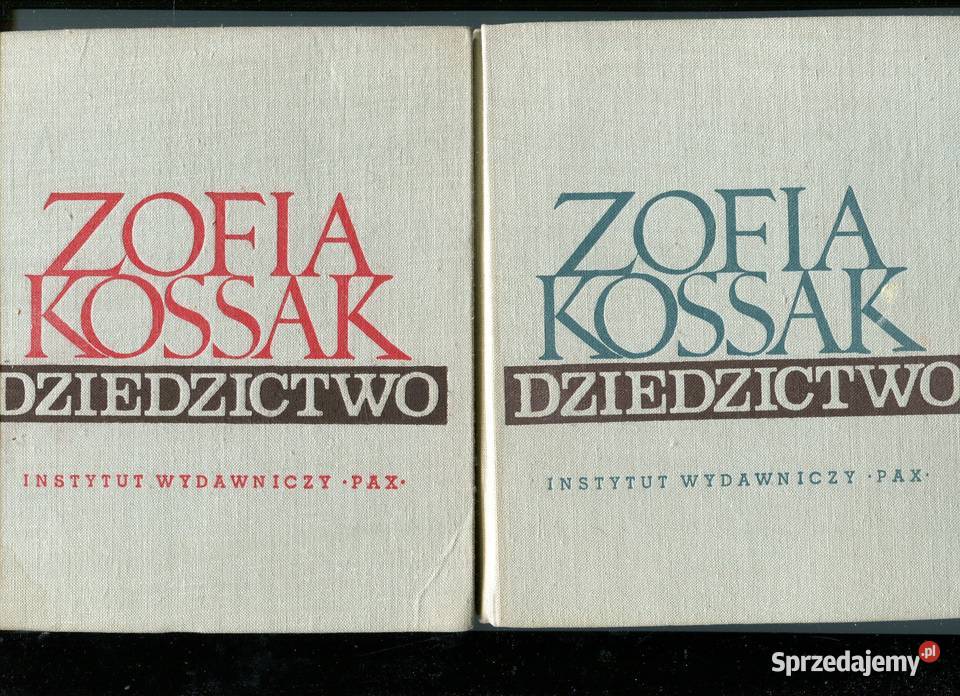 ZOFIA
KOSSAK
DZIEDZICTWO
INSTYTUT WYDAWNICZY •PAX•
ZOFIA
KOSSAK
DZIEDZICTWO
INSTYTUT WYDAWNICZY •PAX•
Sprzedajemy.pl